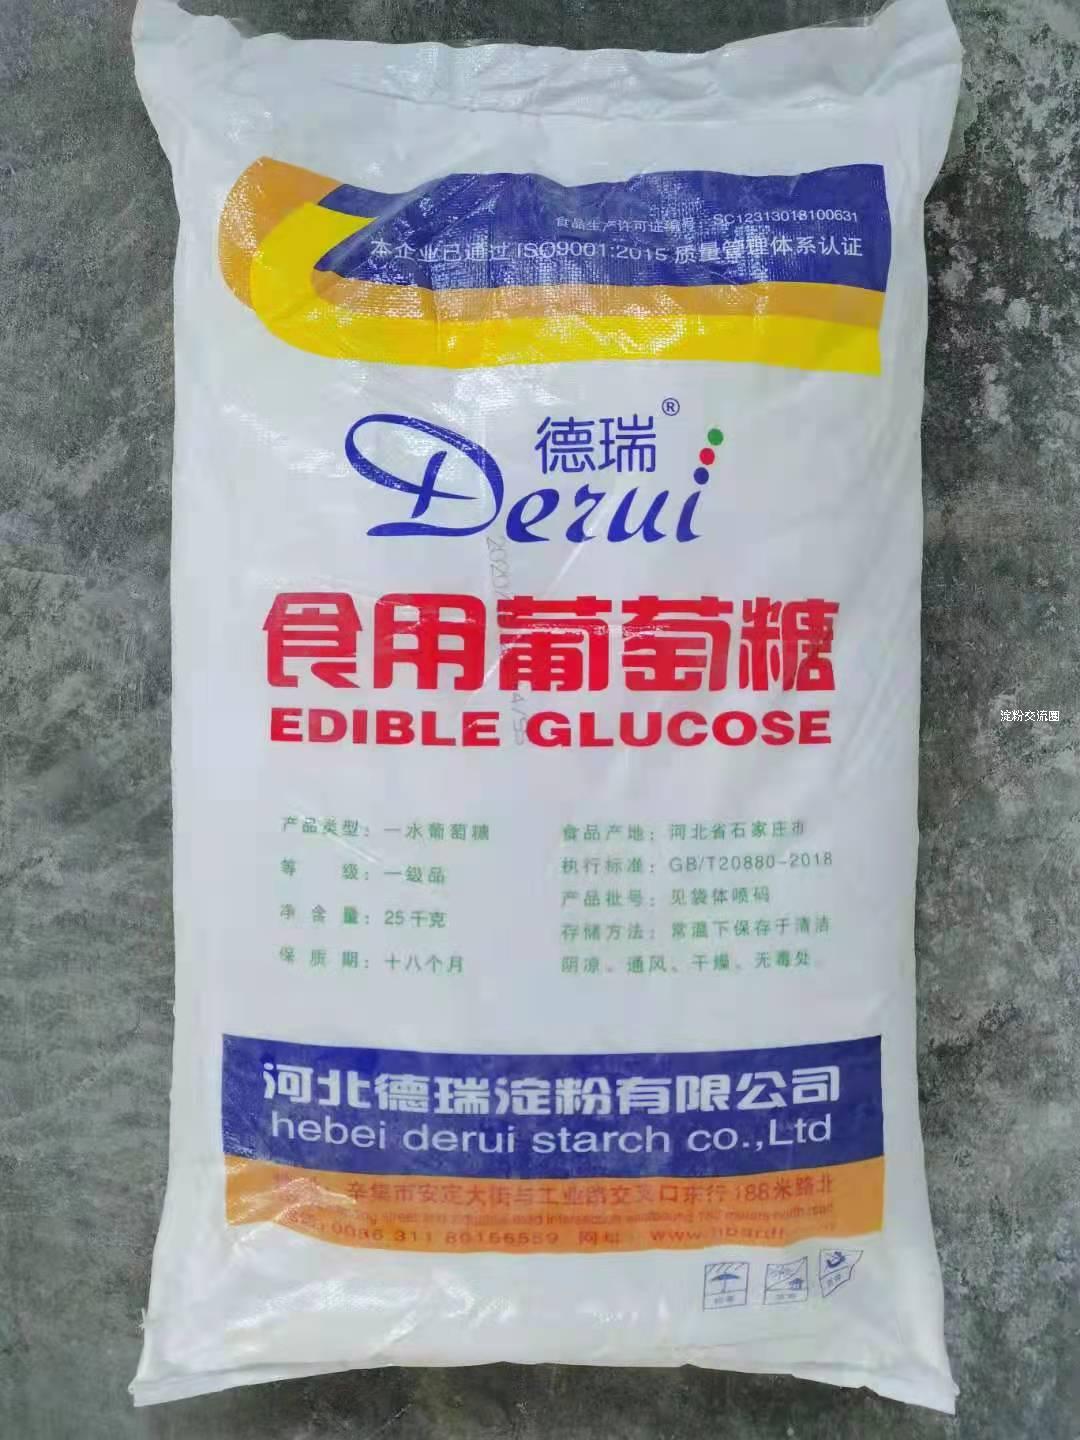 食品生产许可证编号：SC12313018100631
本企业已通过ISO9001:2015质量管理体系认证
德瑞®
Derui
食用葡萄糖
EDIBLE GLUCOSE
产品类型：一水葡萄糖
等 级：一级品
净含量：25千克
保质期：十八个月
食品产地：河北省石家庄市
执行标准：GB/T20880-2018
产品批号：见袋体喷码
存储方法：常温下保存于清洁
阴凉、通风、干燥、无毒处
河北德瑞淀粉有限公司
hebei derui starch co.,Ltd
地址：辛集市安定大街与工业路交叉口东行188米路北
0086 311 80156559 网址：
淀粉交流圈